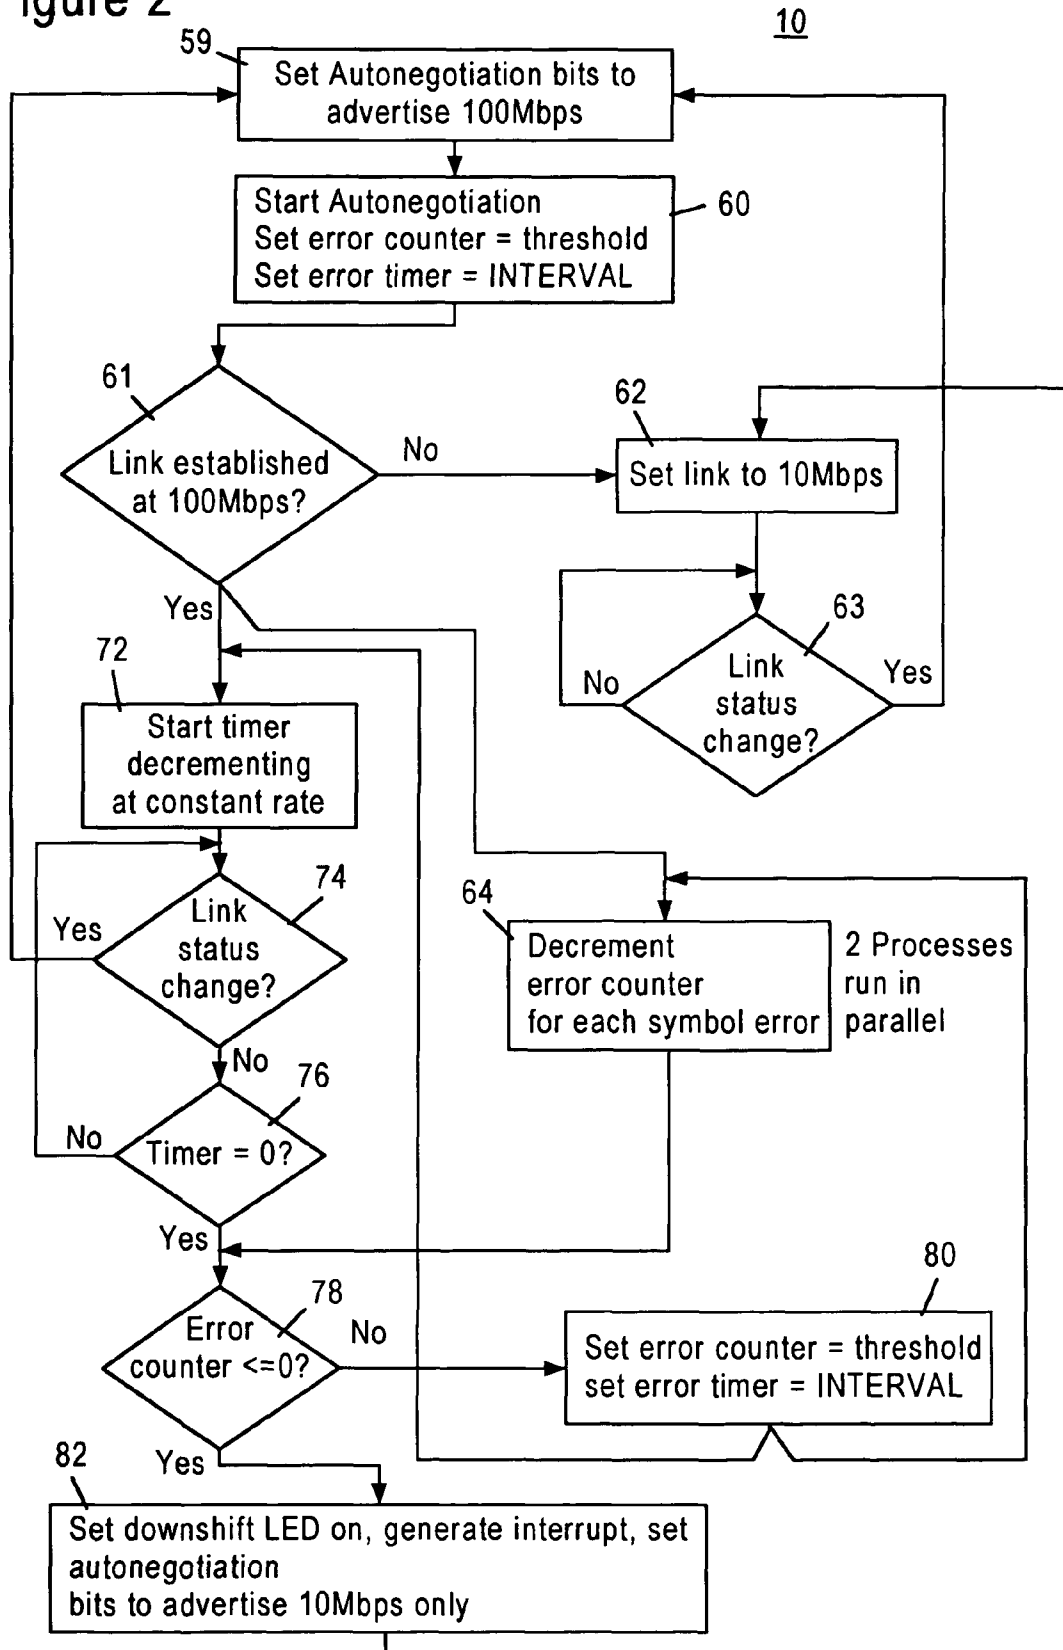 igure 2
10
59
Set Autonegotiation bits to
advertise 100Mbps
Start Autonegotiation
Set error counter = threshold
Set error timer = INTERVAL
60
61
Link established
at 100Mbps?
No
Yes
62
Set link to 10Mbps
63
Link
status
change?
No
Yes
72
Start timer
decrementing
at constant rate
74
Link
status
change?
Yes
No
64
Decrement
error counter
for each symbol error
2 Processes
run in
parallel
76
Timer = 0?
No
Yes
78
Error
counter <=0?
No
Yes
80
Set error counter = threshold
set error timer = INTERVAL
82
Set downshift LED on, generate interrupt, set
autonegotiation
bits to advertise 10Mbps only